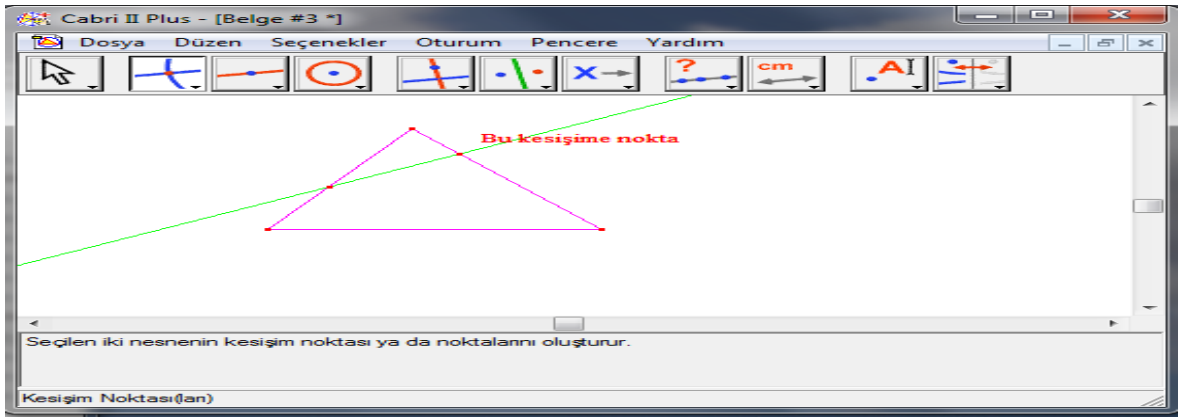 Cabri II Plus - [Belge #3 *]
Dosya Düzen Seçenekler Oturum Pencere Yardım
? cm A
Bu kesişime nokta
Seçilen iki nesnenin kesişim noktası ya da noktalarını oluşturur.
Kesişim Noktası(ları)